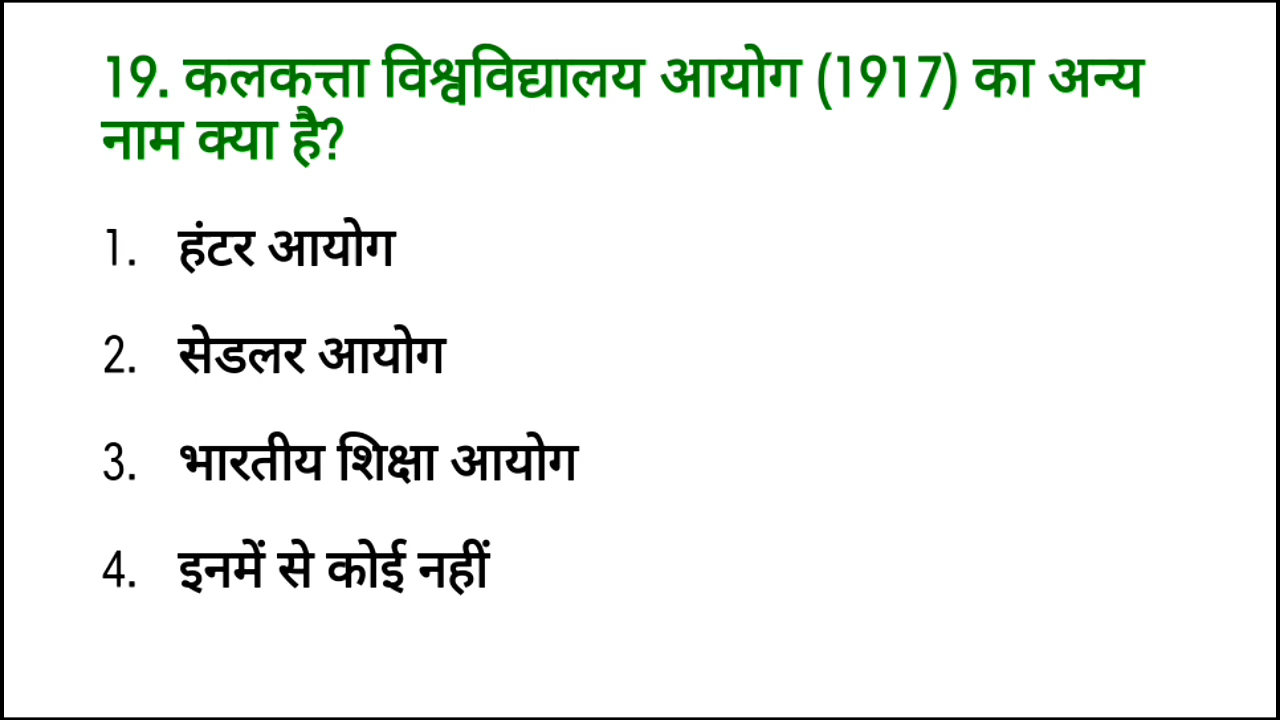 19. कलकत्ता विश्वविद्यालय आयोग (1917) का अन्य
नाम क्या है?
1. हंटर आयोग
2. सेडलर आयोग
3. भारतीय शिक्षा आयोग
4. इनमें से कोई नहीं